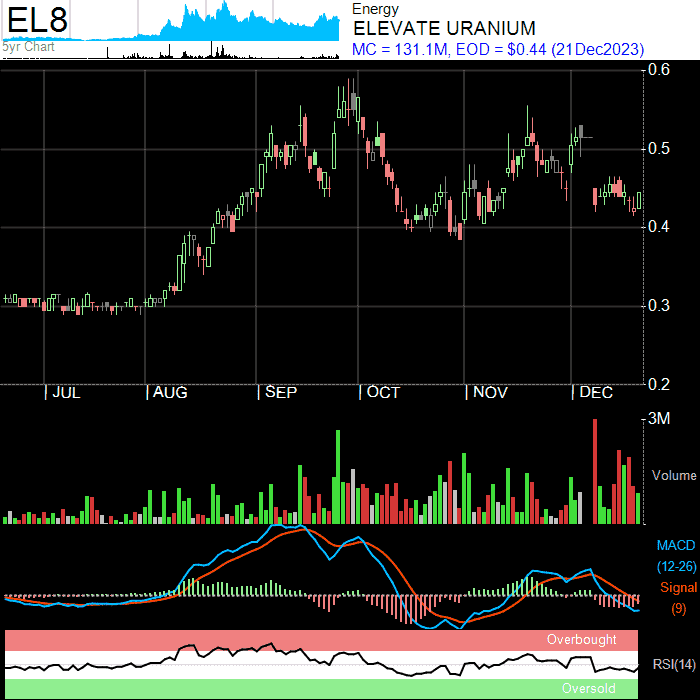 EL8
5yr Chart
Energy
ELEVATE URANIUM
MC = 131.1M, EOD = $0.44 (21Dec2023)
0.6
0.5
0.4
0.3
0.2
JUL
AUG
SEP
OCT
NOV
DEC
3M
Volume
MACD
(12-26)
Signal
(9)
Overbought
RSI(14)
Oversold